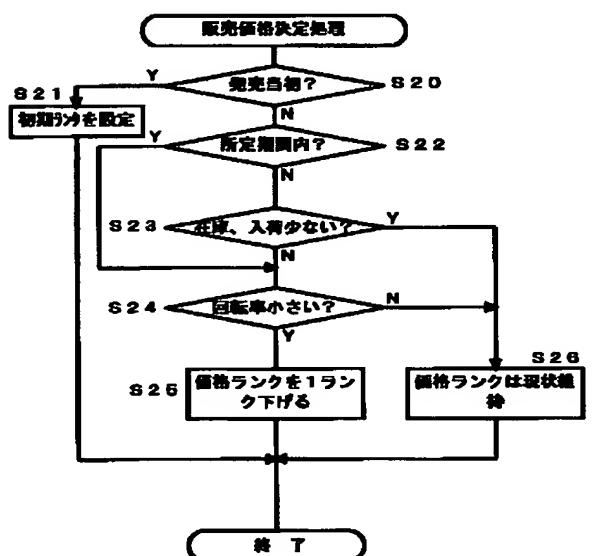 販売価格決定処理
Y
発売当初?
S20
S21
N
初期ランクを設定
Y
所定期間内?
S22
N
S23
在庫、入荷少ない?
Y
N
S24
回転率小さい?
N
Y
S26
S25
価格ランクを1ラン
ク下げる
価格ランクは現状維
持
終 了